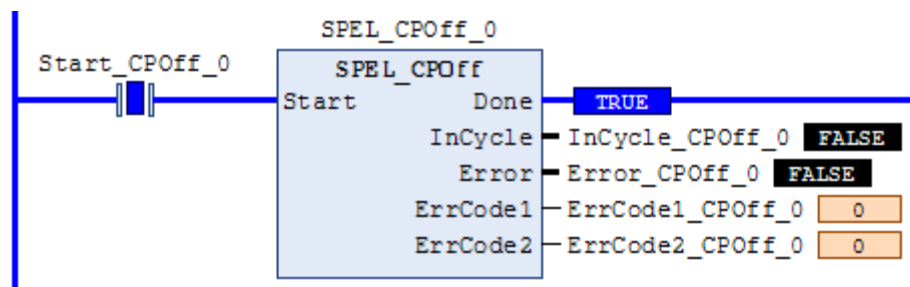 SPEL_CPOff_0
Start_CPOff_0
SPEL_CPOff
Start Done TRUE
InCycle InCycle_CPOff_0 FALSE
Error Error_CPOff_0 FALSE
ErrCode1 ErrCode1_CPOff_0 0
ErrCode2 ErrCode2_CPOff_0 0